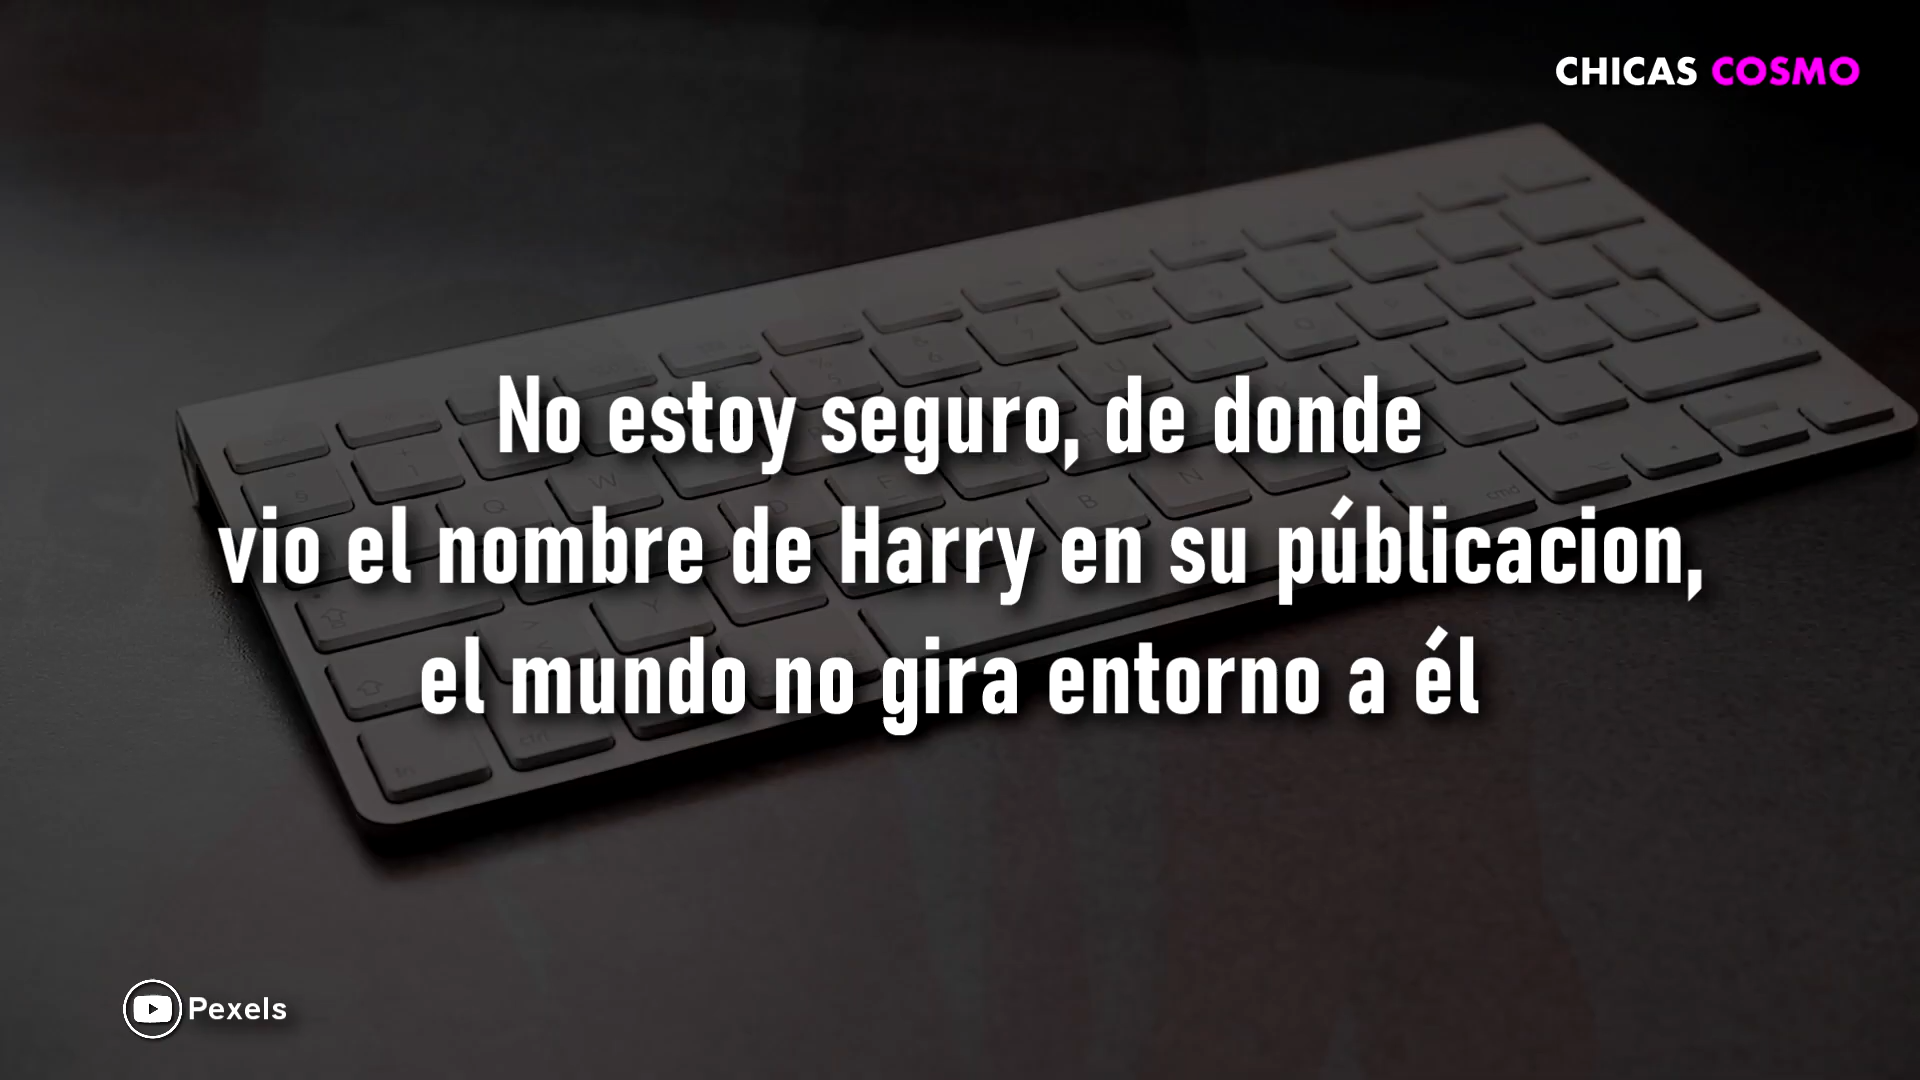 CHICAS COSMO
No estoy seguro, de donde
vio el nombre de Harry en su públicacion,
el mundo no gira entorno a él
Pexels